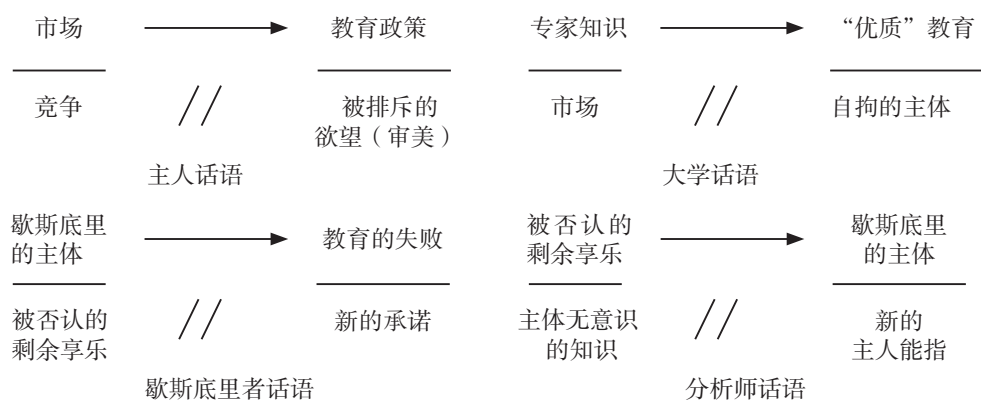 市场 教育政策 专家知识 “优质”教育
竞争 被排斥的 市场 自拘的主体
欲望（审美）
主人话语 大学话语
歇斯底里 被否认的 歇斯底里
的主体 教育的失败 剩余享乐 的主体
被否认的 新的承诺 主体无意识 新的
剩余享乐 的知识 主人能指
歇斯底里者话语 分析师话语